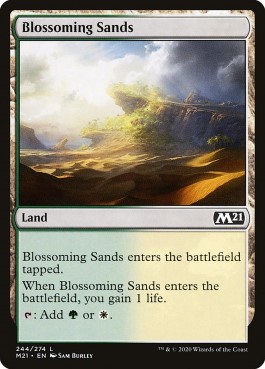 Blossoming Sands
Land
M21
Blossoming Sands enters the battlefield
tapped.
When Blossoming Sands enters the
battlefield, you gain 1 life.
: Add or .
244/274 L
M21 • EN SAM BURLEY
™ & © 2020 Wizards of the Coast